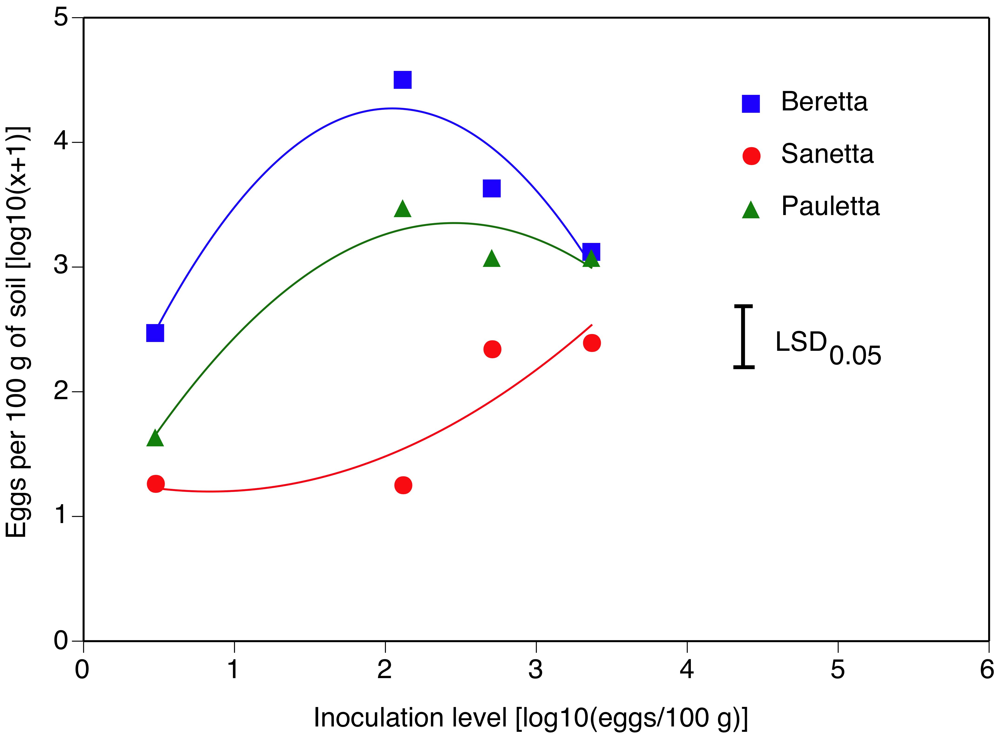 Eggs per 100 g of soil [log10(x+1)]
5
4
3
2
1
0
Beretta
Sanetta
Pauletta
LSD0.05
0 1 2 3 4 5 6
Inoculation level [log10(eggs/100 g)]